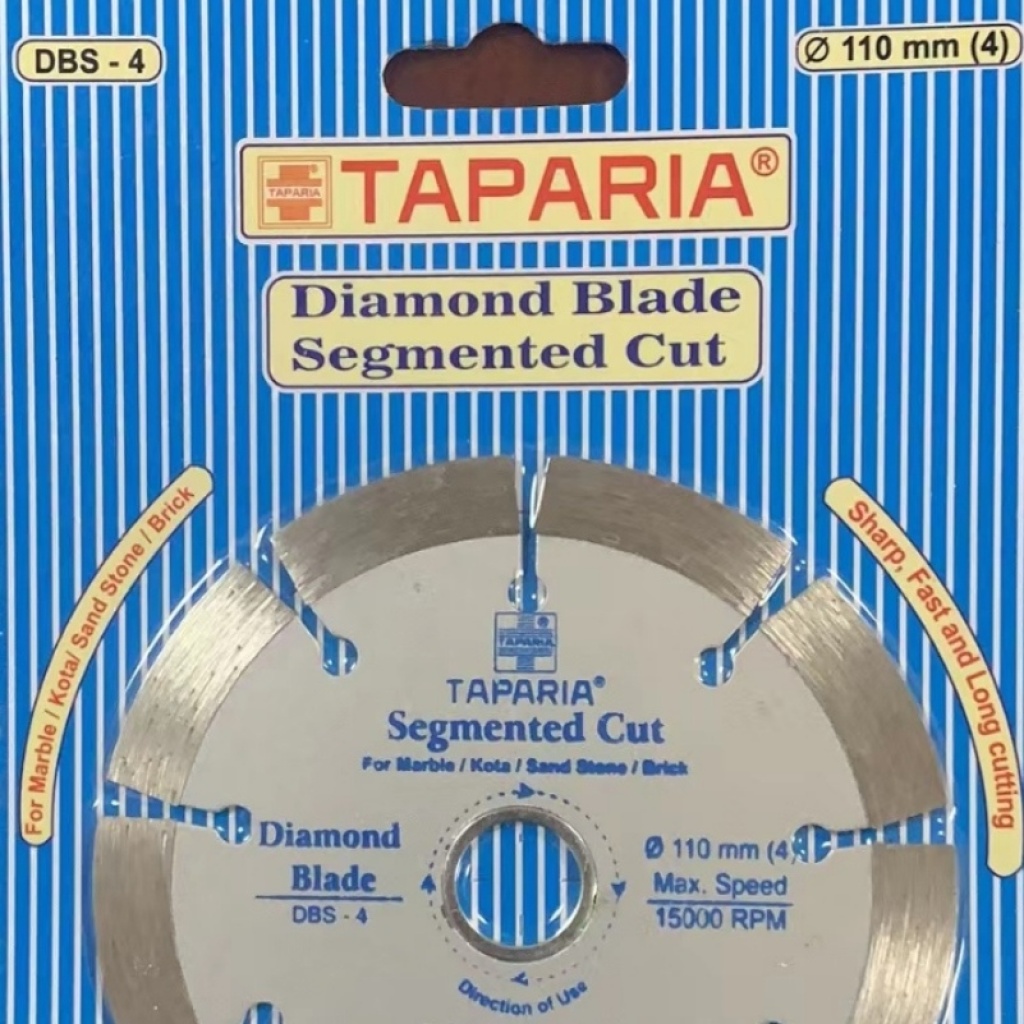 DBS - 4
Ø 110 mm (4)
TAPARIA
TAPARIA®
Diamond Blade
Segmented Cut
For Marble / Kota/ Sand Stone / Brick
Sharp, Fast and Long cutting
TAPARIA
TAPARIA®
Segmented Cut
For Marble / Kota / Sand Stone / Brick
Diamond
Blade
DBS - 4
Ø 110 mm (4)
Max. Speed
15000 RPM
Direction of Use